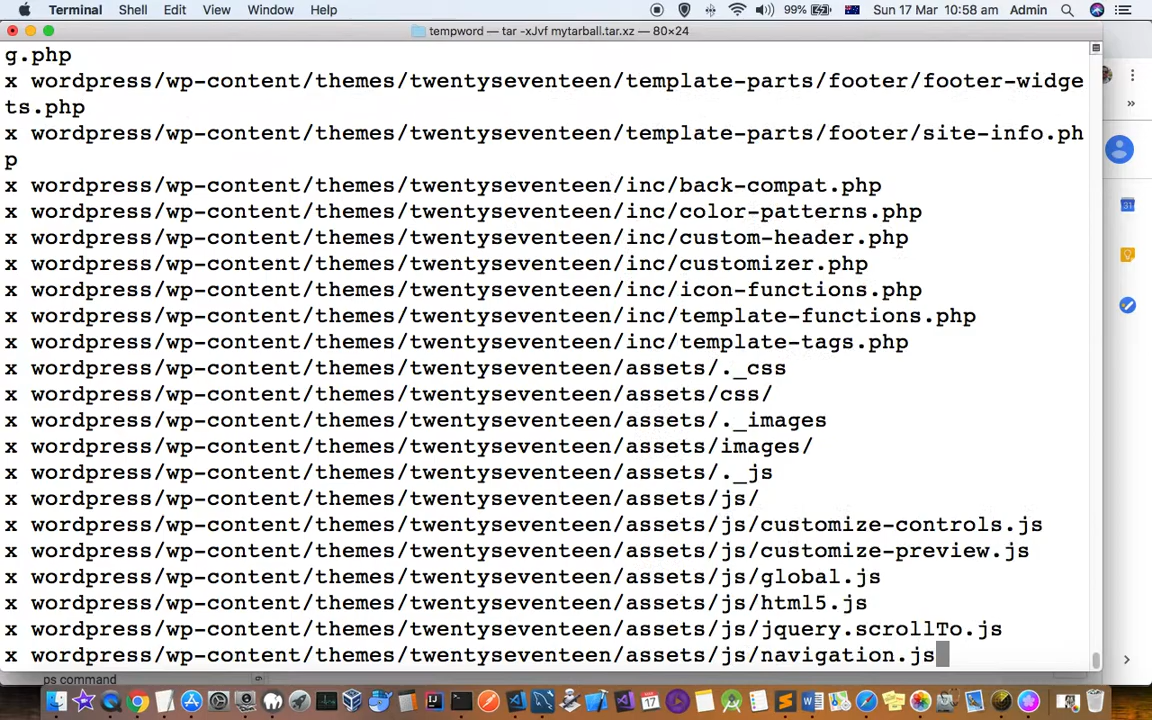 Terminal Shell Edit View Window Help 99% Sun 17 Mar 10:58 am Admin
tempword — tar -xJvf mytarball.tar.xz — 80×24
g.php
x wordpress/wp-content/themes/twentyseventeen/template-parts/footer/footer-widge
ts.php
x wordpress/wp-content/themes/twentyseventeen/template-parts/footer/site-info.ph
p
x wordpress/wp-content/themes/twentyseventeen/inc/back-compat.php
x wordpress/wp-content/themes/twentyseventeen/inc/color-patterns.php
x wordpress/wp-content/themes/twentyseventeen/inc/custom-header.php
x wordpress/wp-content/themes/twentyseventeen/inc/customizer.php
x wordpress/wp-content/themes/twentyseventeen/inc/icon-functions.php
x wordpress/wp-content/themes/twentyseventeen/inc/template-functions.php
x wordpress/wp-content/themes/twentyseventeen/inc/template-tags.php
x wordpress/wp-content/themes/twentyseventeen/assets/._css
x wordpress/wp-content/themes/twentyseventeen/assets/css/
x wordpress/wp-content/themes/twentyseventeen/assets/._images
x wordpress/wp-content/themes/twentyseventeen/assets/images/
x wordpress/wp-content/themes/twentyseventeen/assets/._js
x wordpress/wp-content/themes/twentyseventeen/assets/js/
x wordpress/wp-content/themes/twentyseventeen/assets/js/customize-controls.js
x wordpress/wp-content/themes/twentyseventeen/assets/js/customize-preview.js
x wordpress/wp-content/themes/twentyseventeen/assets/js/global.js
x wordpress/wp-content/themes/twentyseventeen/assets/js/html5.js
x wordpress/wp-content/themes/twentyseventeen/assets/js/jquery.scrollTo.js
x wordpress/wp-content/themes/twentyseventeen/assets/js/navigation.js
ps command
17
31